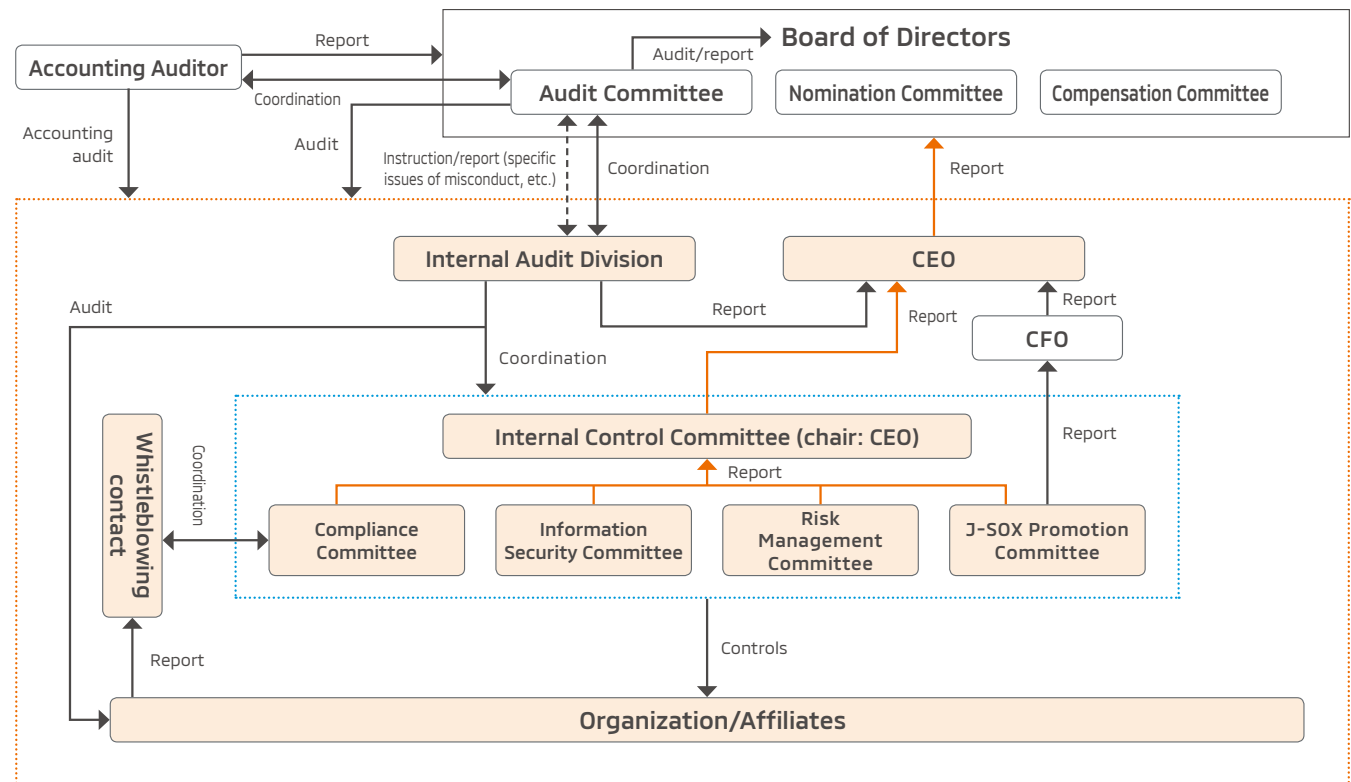 Report
Board of Directors
Accounting Auditor
Audit/report
Coordination
Audit Committee
Nomination Committee
Compensation Committee
Accounting
audit
Audit
Instruction/report (specific
issues of misconduct, etc.)
Coordination
Report
Internal Audit Division
CEO
Audit
Report
Report
Report
CFO
Coordination
Internal Control Committee (chair: CEO)
Report
Whistleblowing
contact
Coordination
Report
Compliance
Committee
Information
Security Committee
Risk
Management
Committee
J-SOX Promotion
Committee
Report
Controls
Organization/Affiliates